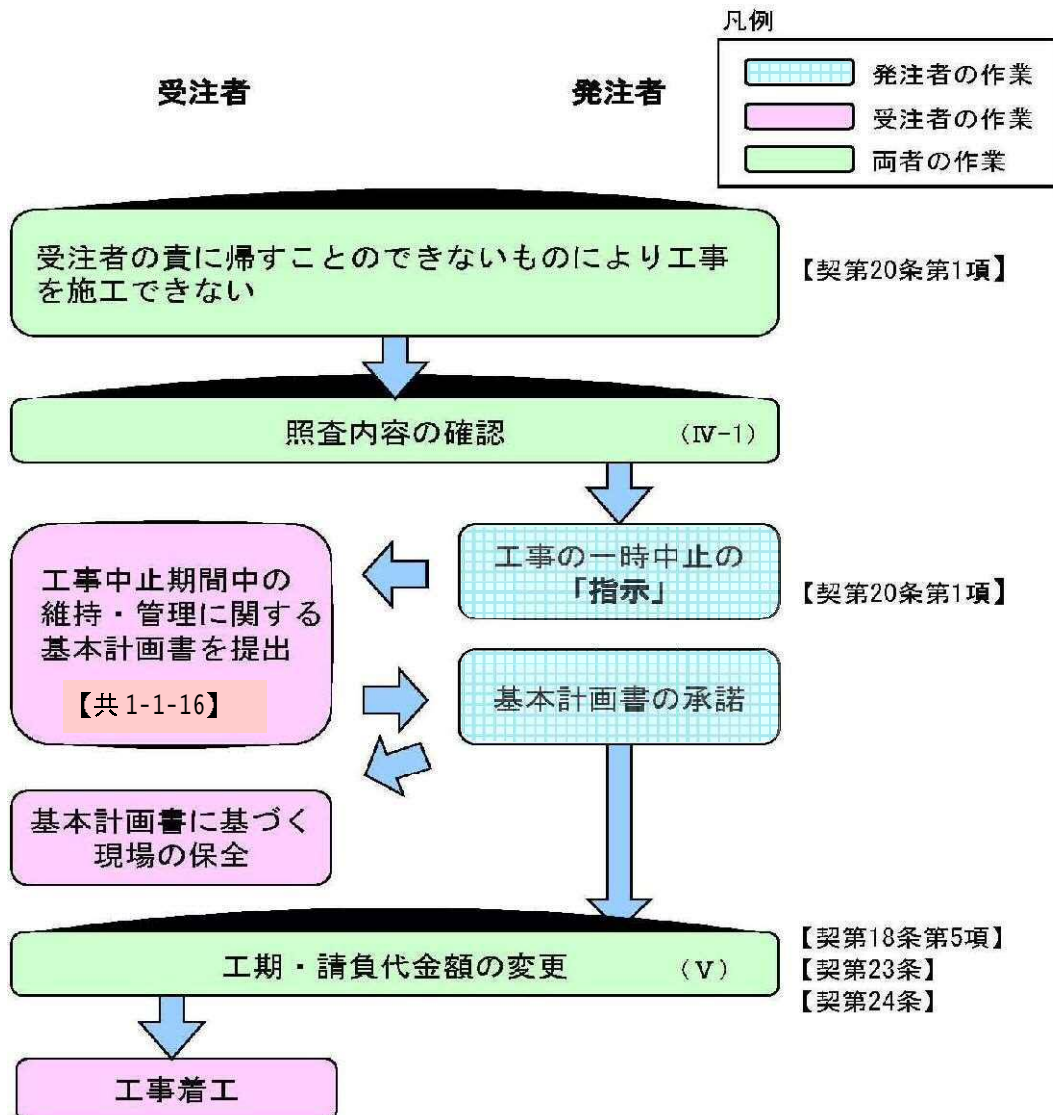 凡例
発注者の作業
受注者の作業
両者の作業
受注者
発注者
受注者の責に帰すことのできないものにより工事
を施工できない
【契第20条第1項】
照査内容の確認
(Ⅳ-1)
工事の一時中止の
「指示」
【契第20条第1項】
工事中止期間中の
維持・管理に関する
基本計画書を提出
【共1-1-16】
基本計画書の承諾
基本計画書に基づく
現場の保全
工期・請負代金額の変更
(Ⅴ)
【契第18条第5項】
【契第23条】
【契第24条】
工事着工